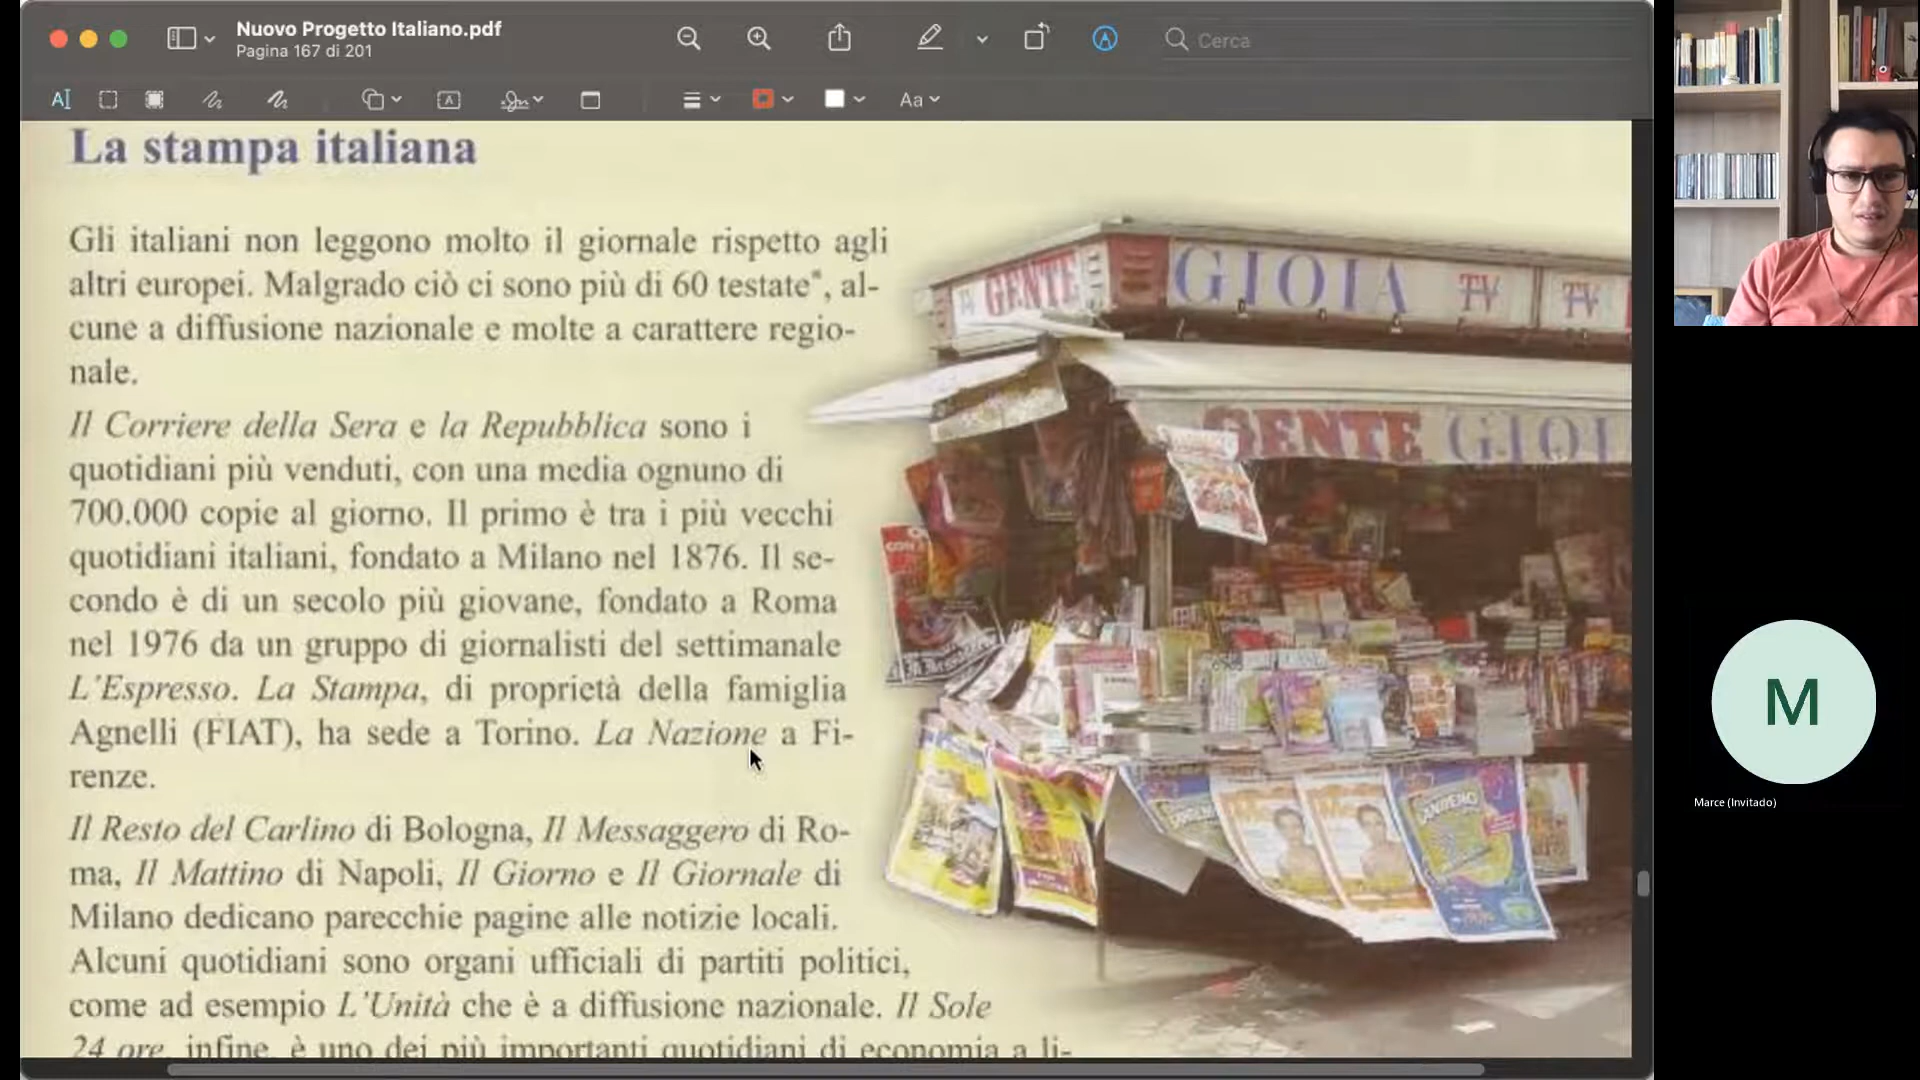 Nuovo Progetto Italiano.pdf
Pagina 167 di 201
Cerca
Aa
La stampa italiana
Gli italiani non leggono molto il giornale rispetto agli
altri europei. Malgrado ciò ci sono più di 60 testate*, al-
cune a diffusione nazionale e molte a carattere regio-
nale.
Il Corriere della Sera e la Repubblica sono i
quotidiani più venduti, con una media ognuno di
700.000 copie al giorno. Il primo è tra i più vecchi
quotidiani italiani, fondato a Milano nel 1876. Il se-
condo è di un secolo più giovane, fondato a Roma
nel 1976 da un gruppo di giornalisti del settimanale
L'Espresso. La Stampa, di proprietà della famiglia
Agnelli (FIAT), ha sede a Torino. La Nazione a Fi-
renze.
Il Resto del Carlino di Bologna, Il Messaggero di Ro-
ma, Il Mattino di Napoli, Il Giorno e Il Giornale di
Milano dedicano parecchie pagine alle notizie locali.
Alcuni quotidiani sono organi ufficiali di partiti politici,
come ad esempio L'Unità che è a diffusione nazionale. Il Sole
24 ore, infine, è uno dei più importanti quotidiani di economia a li-
GENTE GIOIA TV TV
GENTE GIOI
M
Marce (Invitado)